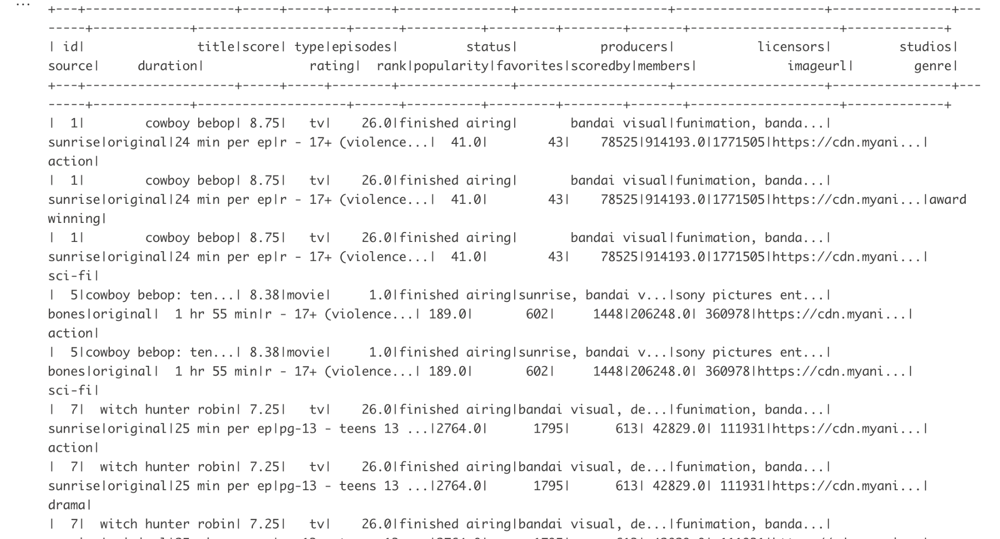 ...
+---+--------------------+-----+-----+--------+---------------+--------------------+--------------------+----------------+---
-----+-------------+--------------------+------+----------+---------+--------+-------+--------------------+-------------+
| id|               title|score| type|episodes|         status|           producers|           licensors|         studios|
source|     duration|              rating|  rank|popularity|favorites|scoredby|members|            imageurl|        genre|
+---+--------------------+-----+-----+--------+---------------+--------------------+--------------------+----------------+---
-----+-------------+--------------------+------+----------+---------+--------+-------+--------------------+-------------+
|  1|        cowboy bebop| 8.75|   tv|    26.0|finished airing|       bandai visual|funimation, banda...|
sunrise|original|24 min per ep|r - 17+ (violence...|  41.0|        43|    78525|914193.0|1771505|https://cdn.myani...|
action|
|  1|        cowboy bebop| 8.75|   tv|    26.0|finished airing|       bandai visual|funimation, banda...|
sunrise|original|24 min per ep|r - 17+ (violence...|  41.0|        43|    78525|914193.0|1771505|https://cdn.myani...|award
winning|
|  1|        cowboy bebop| 8.75|   tv|    26.0|finished airing|       bandai visual|funimation, banda...|
sunrise|original|24 min per ep|r - 17+ (violence...|  41.0|        43|    78525|914193.0|1771505|https://cdn.myani...|
sci-fi|
|  5|cowboy bebop: ten...| 8.38|movie|     1.0|finished airing|sunrise, bandai v...|sony pictures ent...|
bones|original|  1 hr 55 min|r - 17+ (violence...| 189.0|       602|     1448|206248.0| 360978|https://cdn.myani...|
action|
|  5|cowboy bebop: ten...| 8.38|movie|     1.0|finished airing|sunrise, bandai v...|sony pictures ent...|
bones|original|  1 hr 55 min|r - 17+ (violence...| 189.0|       602|     1448|206248.0| 360978|https://cdn.myani...|
sci-fi|
|  7|  witch hunter robin| 7.25|   tv|    26.0|finished airing|bandai visual, de...|funimation, banda...|
sunrise|original|25 min per ep|pg-13 - teens 13 ...|2764.0|      1795|      613| 42829.0| 111931|https://cdn.myani...|
action|
|  7|  witch hunter robin| 7.25|   tv|    26.0|finished airing|bandai visual, de...|funimation, banda...|
sunrise|original|25 min per ep|pg-13 - teens 13 ...|2764.0|      1795|      613| 42829.0| 111931|https://cdn.myani...|
drama|
|  7|  witch hunter robin| 7.25|   tv|    26.0|finished airing|bandai visual, de...|funimation, banda...|